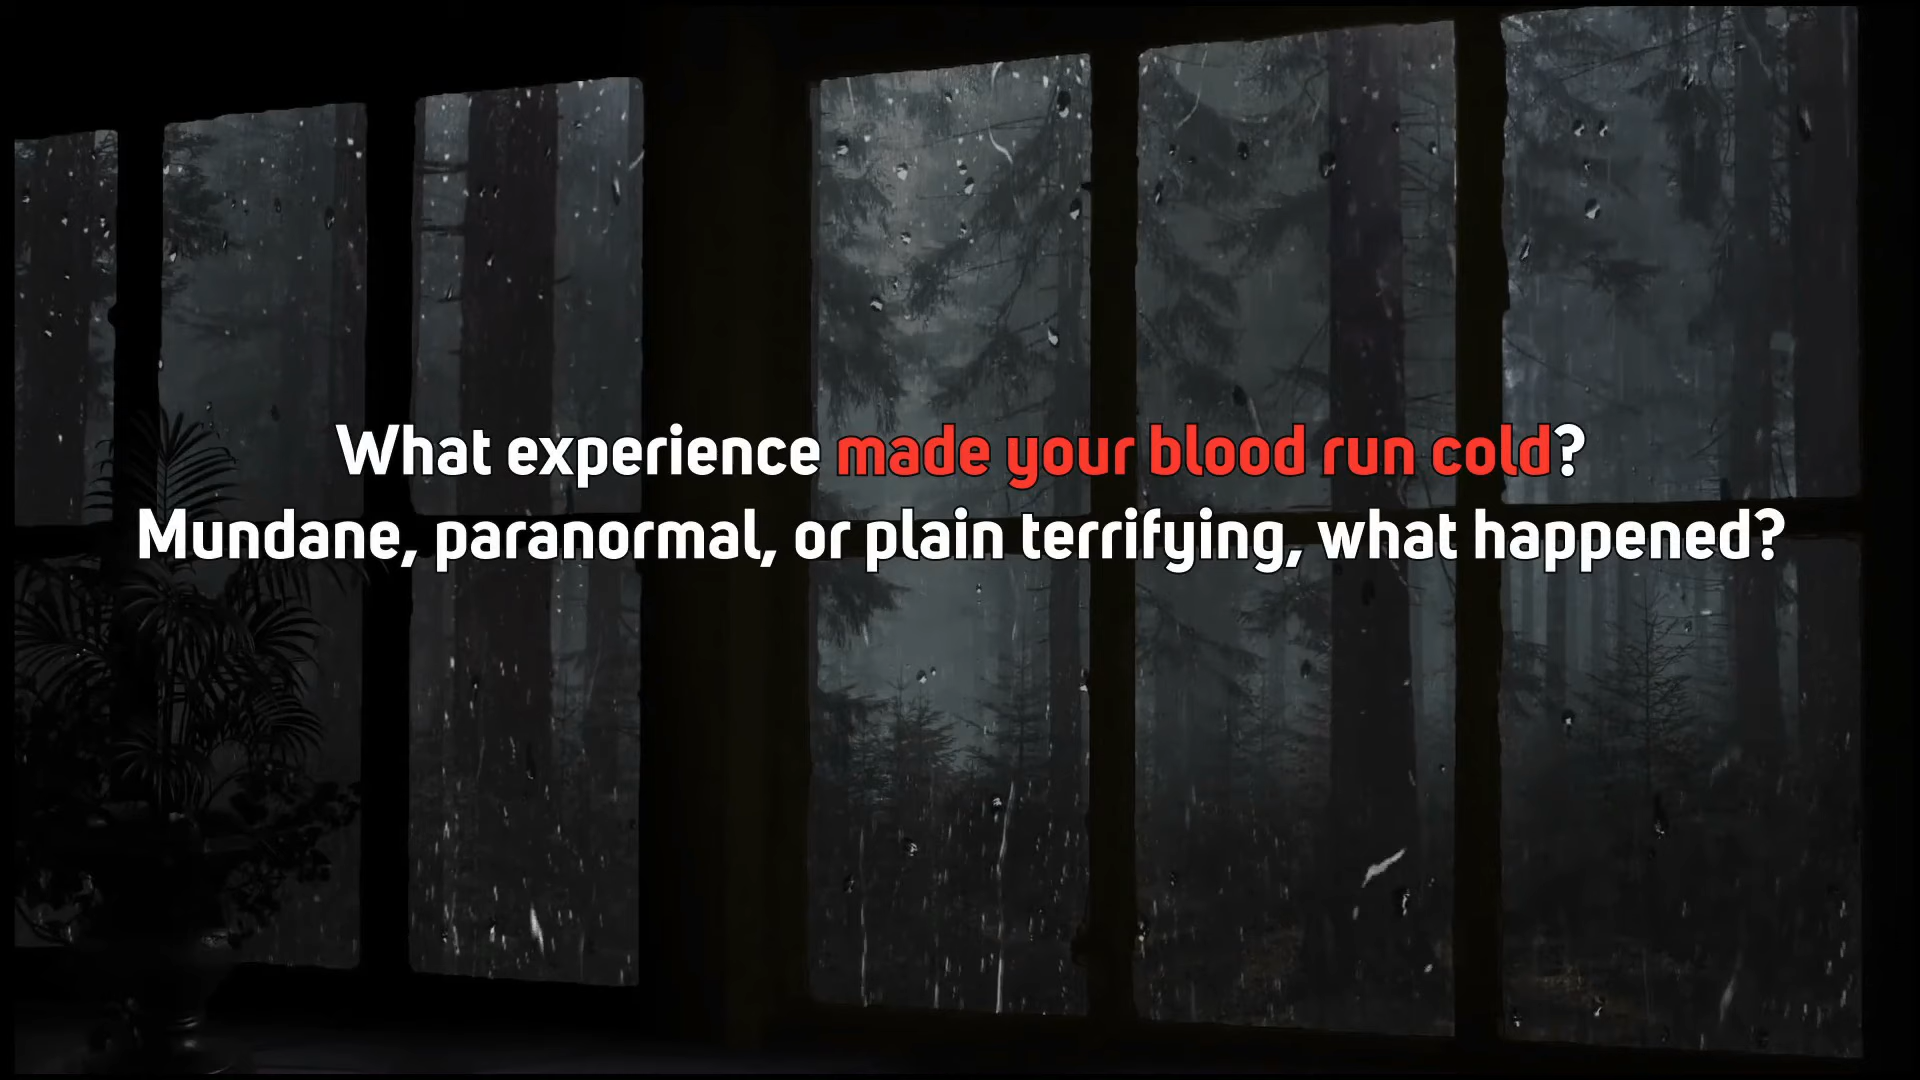 What experience made your blood run cold?
Mundane, paranormal, or plain terrifying, what happened?